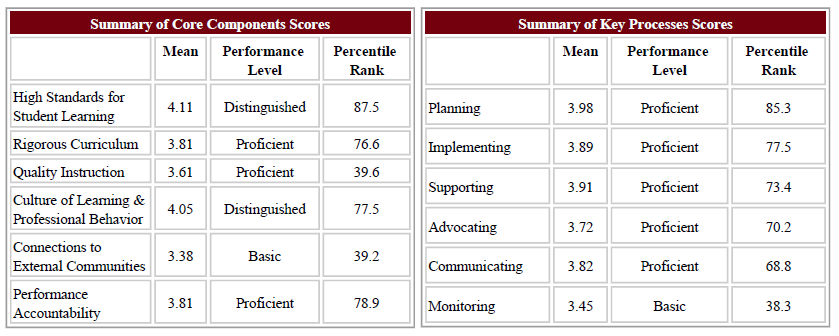 Summary of Core Components Scores
Mean Performance Level Percentile Rank
High Standards for Student Learning 4.11 Distinguished 87.5
Rigorous Curriculum 3.81 Proficient 76.6
Quality Instruction 3.61 Proficient 39.6
Culture of Learning & Professional Behavior 4.05 Distinguished 77.5
Connections to External Communities 3.38 Basic 39.2
Performance Accountability 3.81 Proficient 78.9
Summary of Key Processes Scores
Mean Performance Level Percentile Rank
Planning 3.98 Proficient 85.3
Implementing 3.89 Proficient 77.5
Supporting 3.91 Proficient 73.4
Advocating 3.72 Proficient 70.2
Communicating 3.82 Proficient 68.8
Monitoring 3.45 Basic 38.3